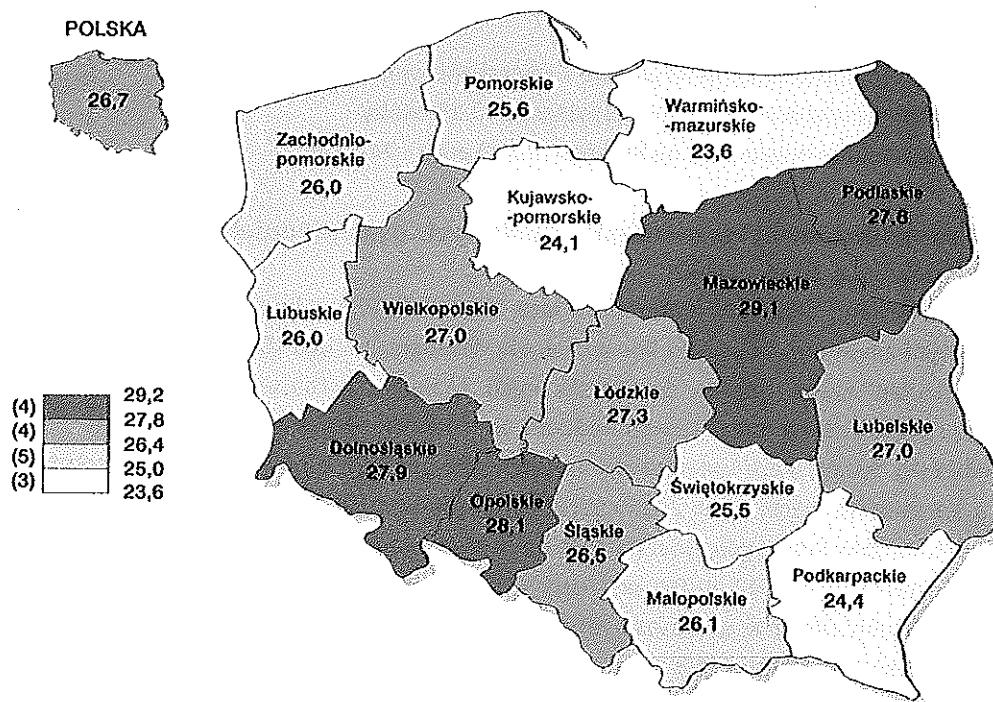 POLSKA
26,7
Pomorskie
25,6
Warmińsko-
-mazurskie
23,6
Zachodnio-
pomorskie
26,0
Kujawsko-
-pomorskie
24,1
Podlaskie
27,8
Mazowieckie
29,1
Lubuskie
26,0
Wielkopolskie
27,0
Łódzkie
27,3
Lubelskie
27,0
Dolnośląskie
27,9
Opolskie
28,1
Śląskie
26,5
Świętokrzyskie
25,5
Małopolskie
26,1
Podkarpackie
24,4
29,2
(4)
27,8
(4)
26,4
(5)
25,0
(3)
23,6